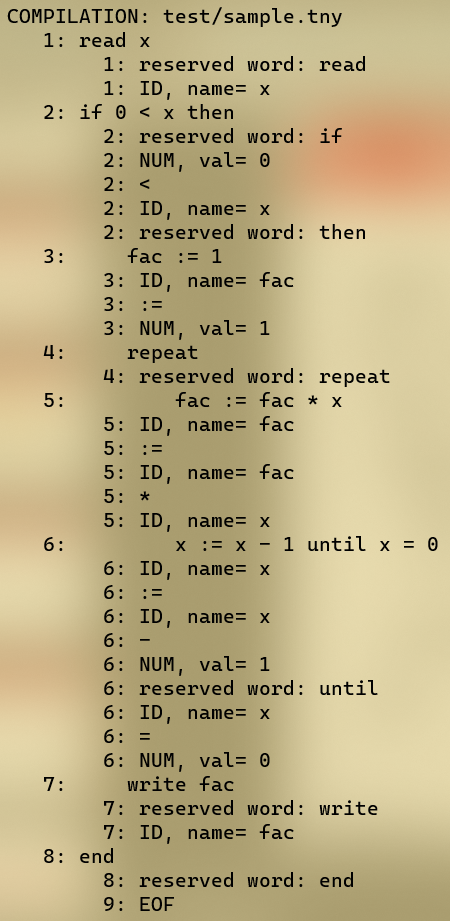 COMPILATION: test/sample.tny
   1: read x
        1: reserved word: read
        1: ID, name= x
   2: if 0 < x then
        2: reserved word: if
        2: NUM, val= 0
        2: <
        2: ID, name= x
        2: reserved word: then
   3:     fac := 1
        3: ID, name= fac
        3: :=
        3: NUM, val= 1
   4:     repeat
        4: reserved word: repeat
   5:         fac := fac * x
        5: ID, name= fac
        5: :=
        5: ID, name= fac
        5: *
        5: ID, name= x
   6:         x := x - 1 until x = 0
        6: ID, name= x
        6: :=
        6: ID, name= x
        6: -
        6: NUM, val= 1
        6: reserved word: until
        6: ID, name= x
        6: =
        6: NUM, val= 0
   7:     write fac
        7: reserved word: write
        7: ID, name= fac
   8: end
        8: reserved word: end
        9: EOF